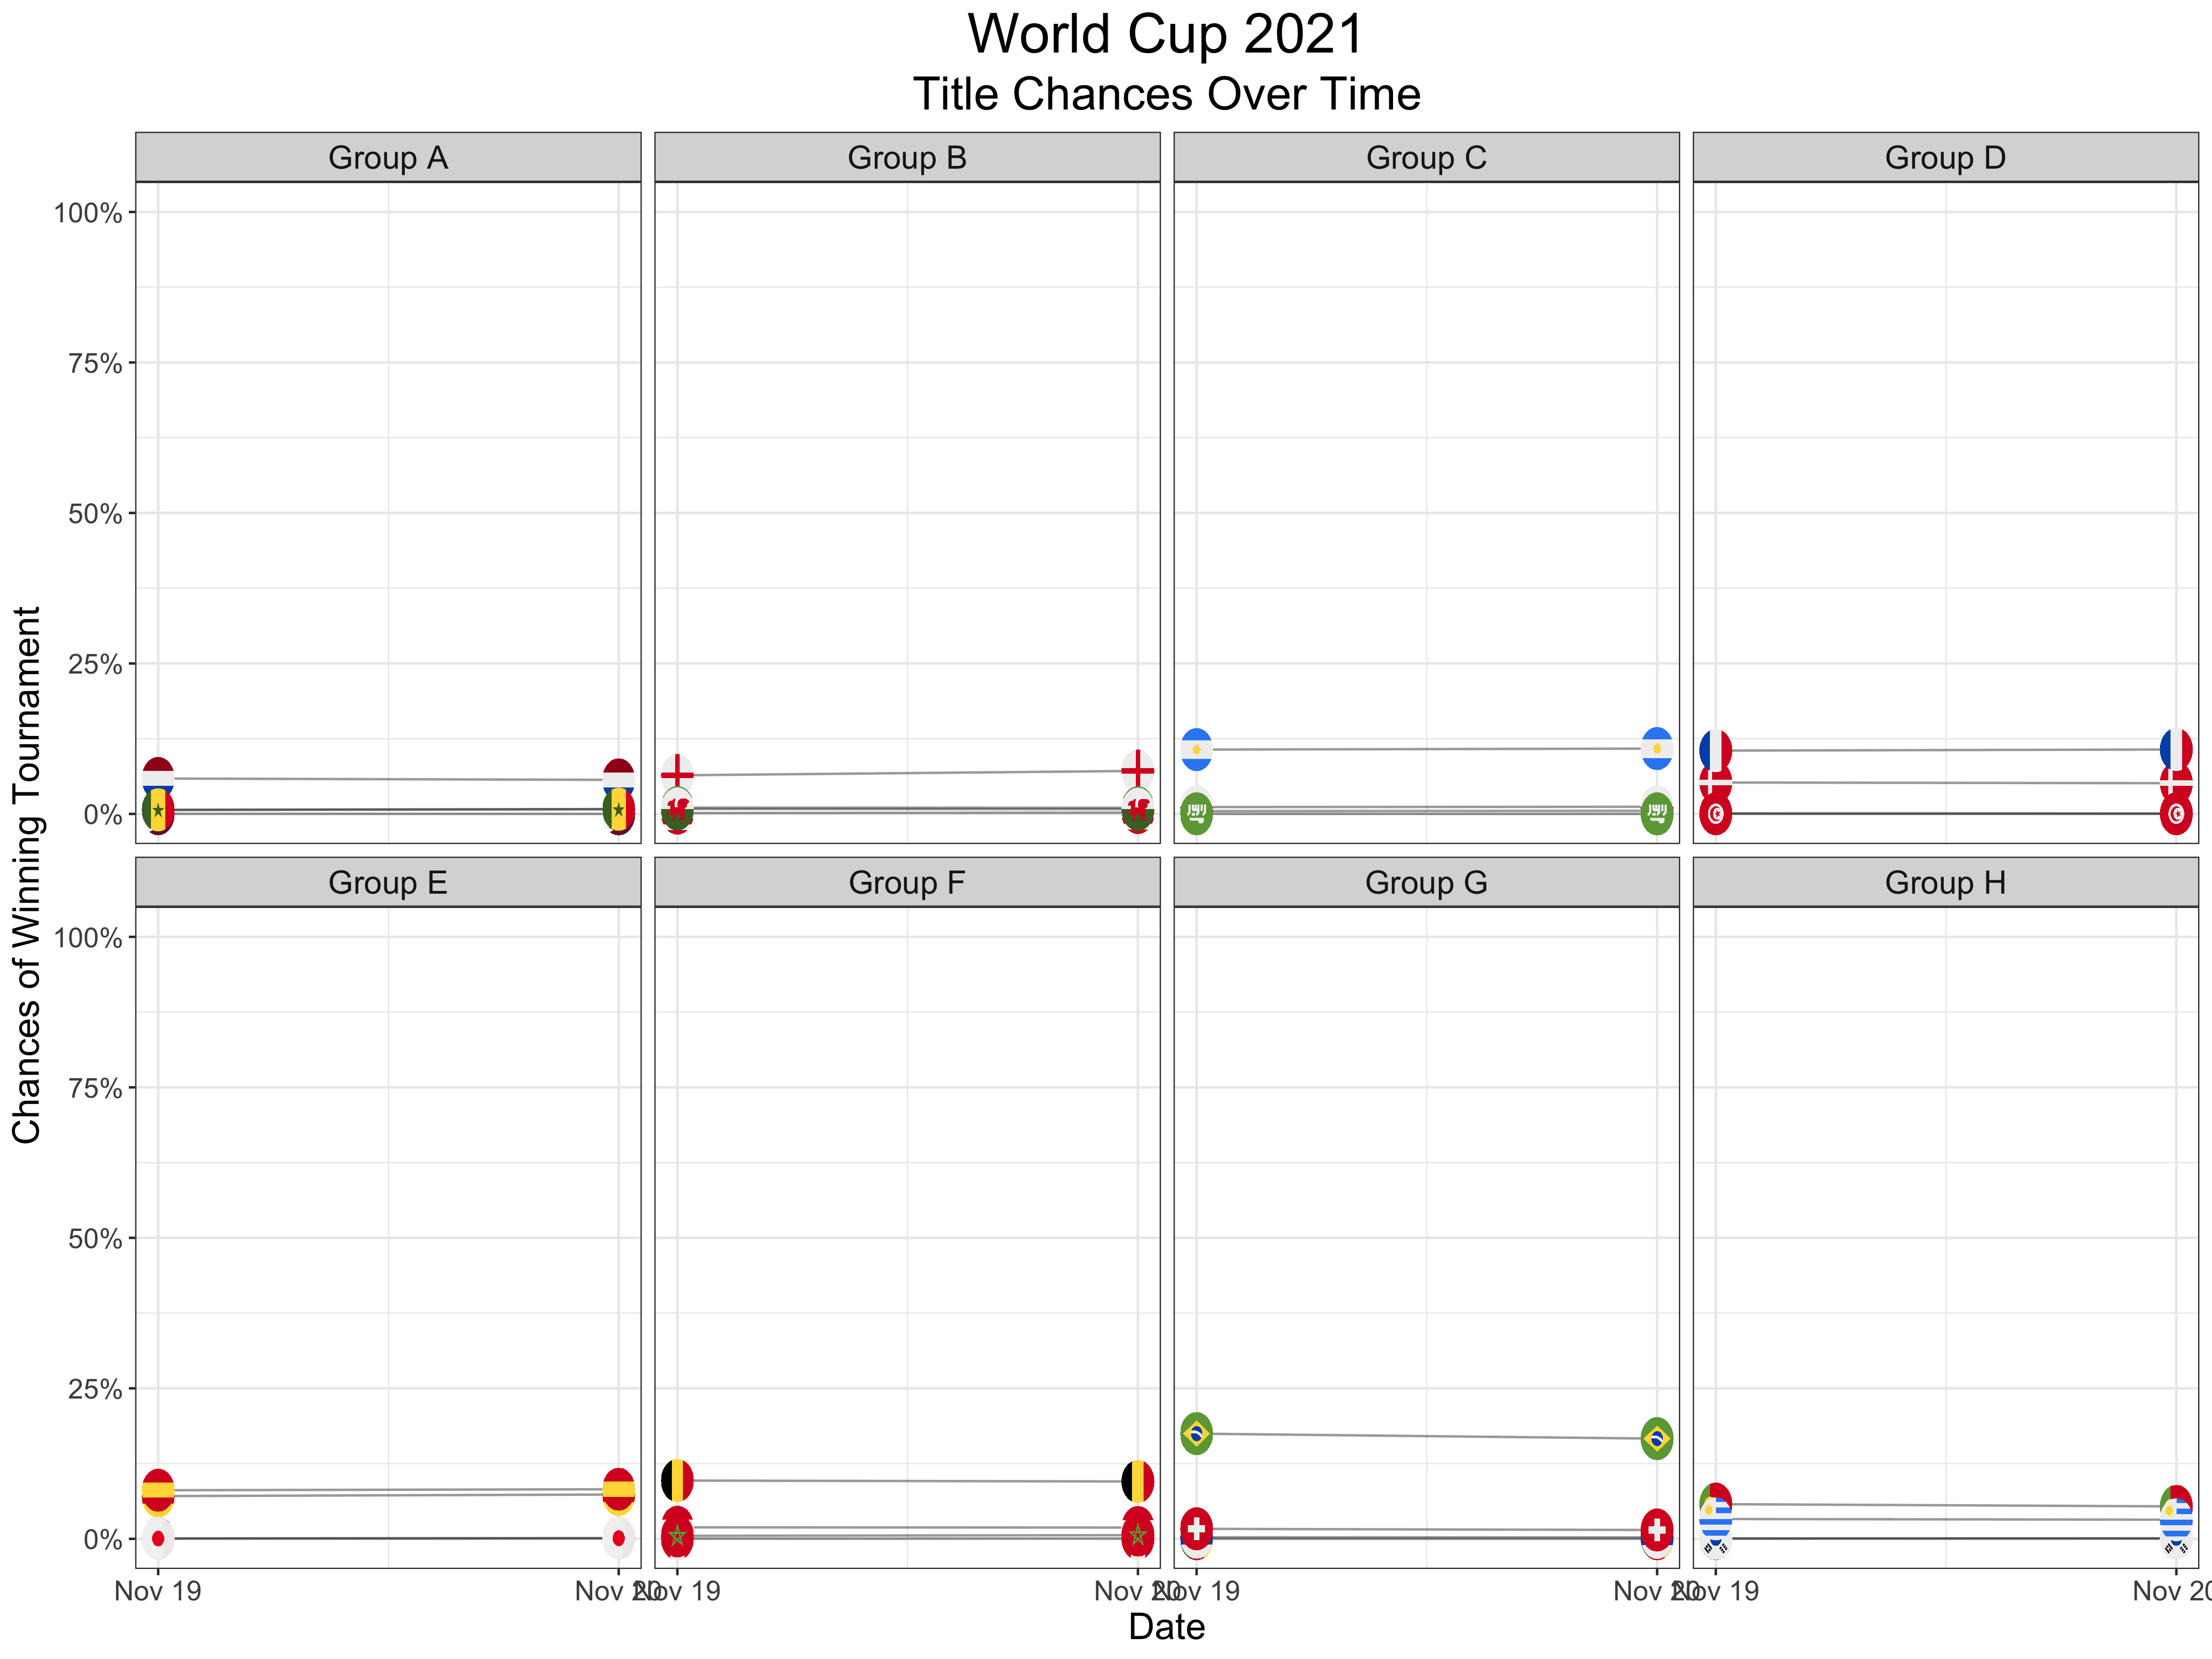 World Cup 2021
Title Chances Over Time
Group A
Group B
Group C
Group D
100%
75%
50%
25%
0%
Group E
Group F
Group G
Group H
100%
75%
50%
25%
0%
Nov 19
Nov 20
Nov 19
Nov 20
Nov 19
Nov 20
Nov 19
Nov 20
Date
Chances of Winning Tournament